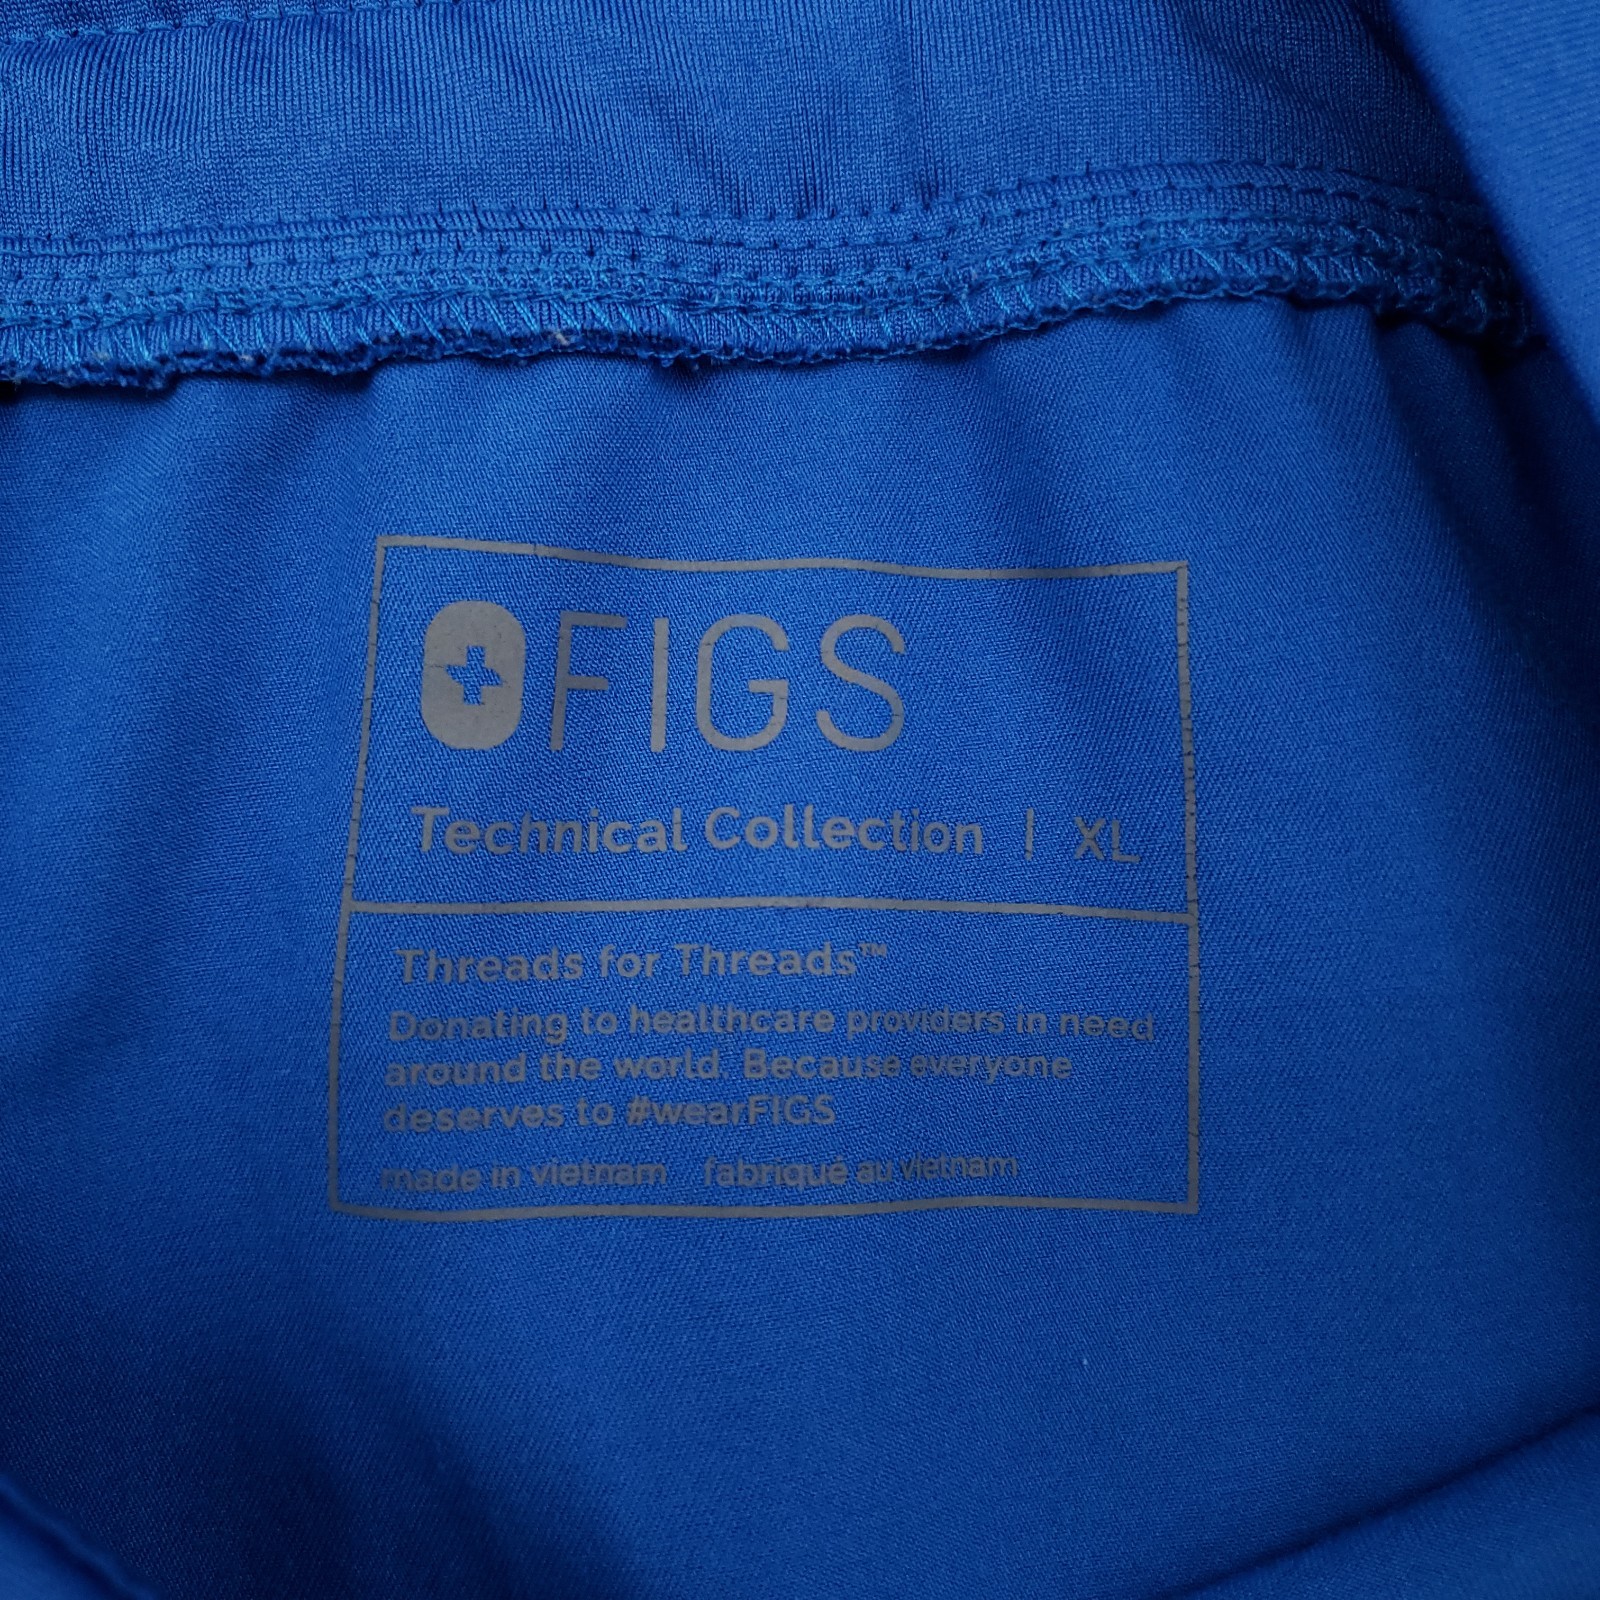 FIGS
Technical Collection | XL
Threads for Threads™
Donating to healthcare providers in need
around the world. Because everyone
deserves to #wearFIGS
made in vietnam fabriqué au vietnam